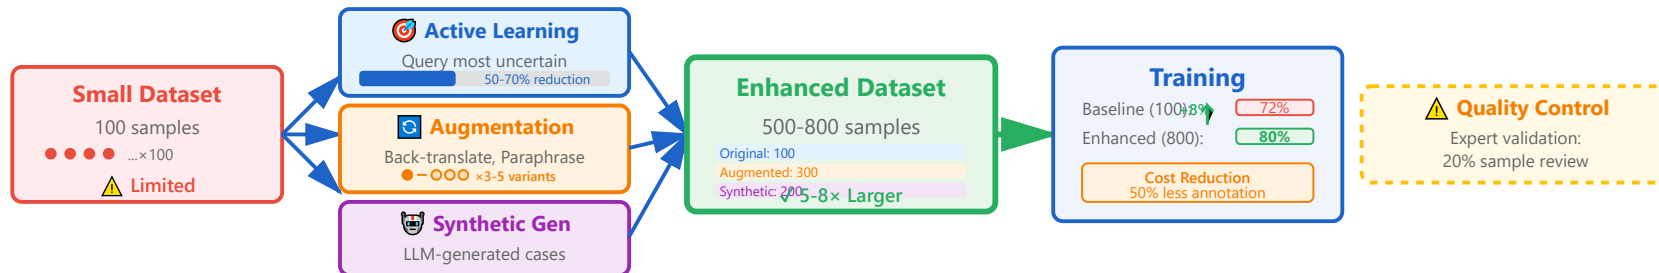 Small Dataset
100 samples
...×100
Limited
Active Learning
Query most uncertain
50-70% reduction
Augmentation
Back-translate, Paraphrase
×3-5 variants
Synthetic Gen
LLM-generated cases
Enhanced Dataset
500-800 samples
Original: 100
Augmented: 300
Synthetic: 200
✓ 5-8× Larger
Training
Baseline (100): 72%
+8%
Enhanced (800): 80%
Cost Reduction
50% less annotation
Quality Control
Expert validation:
20% sample review